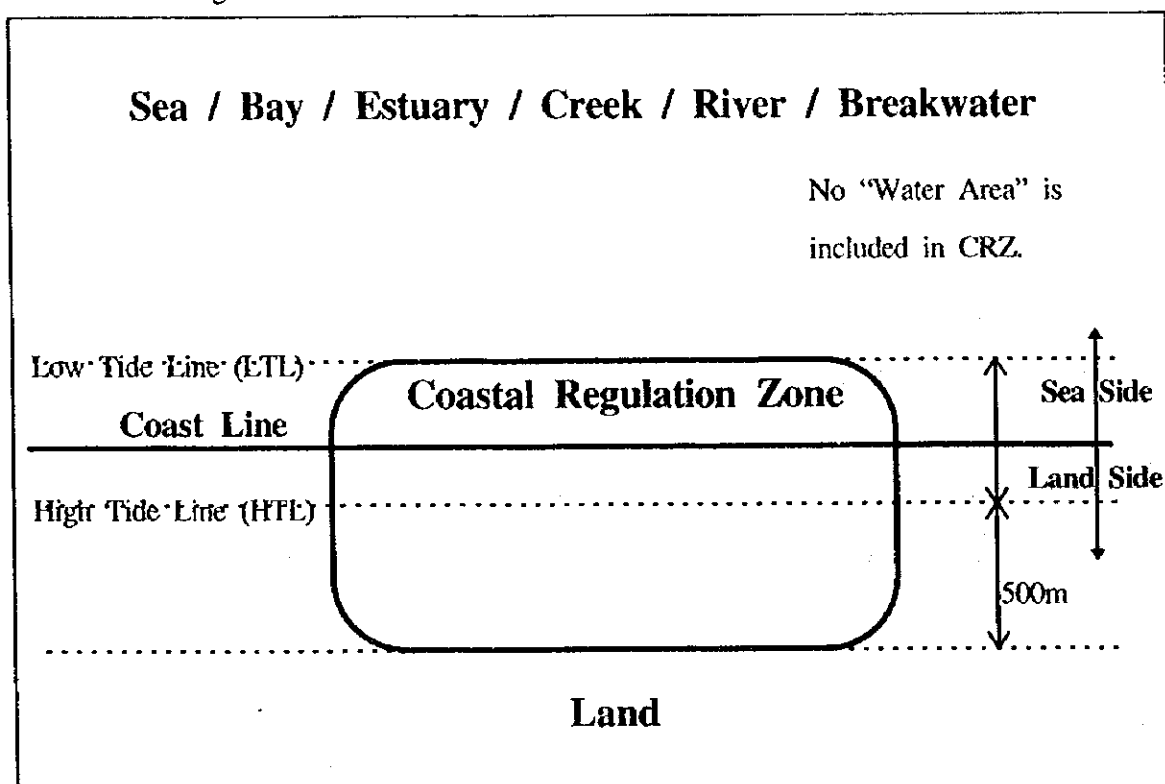 Sea / Bay / Estuary / Creek / River / Breakwater
No “Water Area” is
included in CRZ.
Low Tide Line (LTL)
Coastal Regulation Zone
Sea Side
Coast Line
Land Side
High Tide Line (HTL)
500m
Land